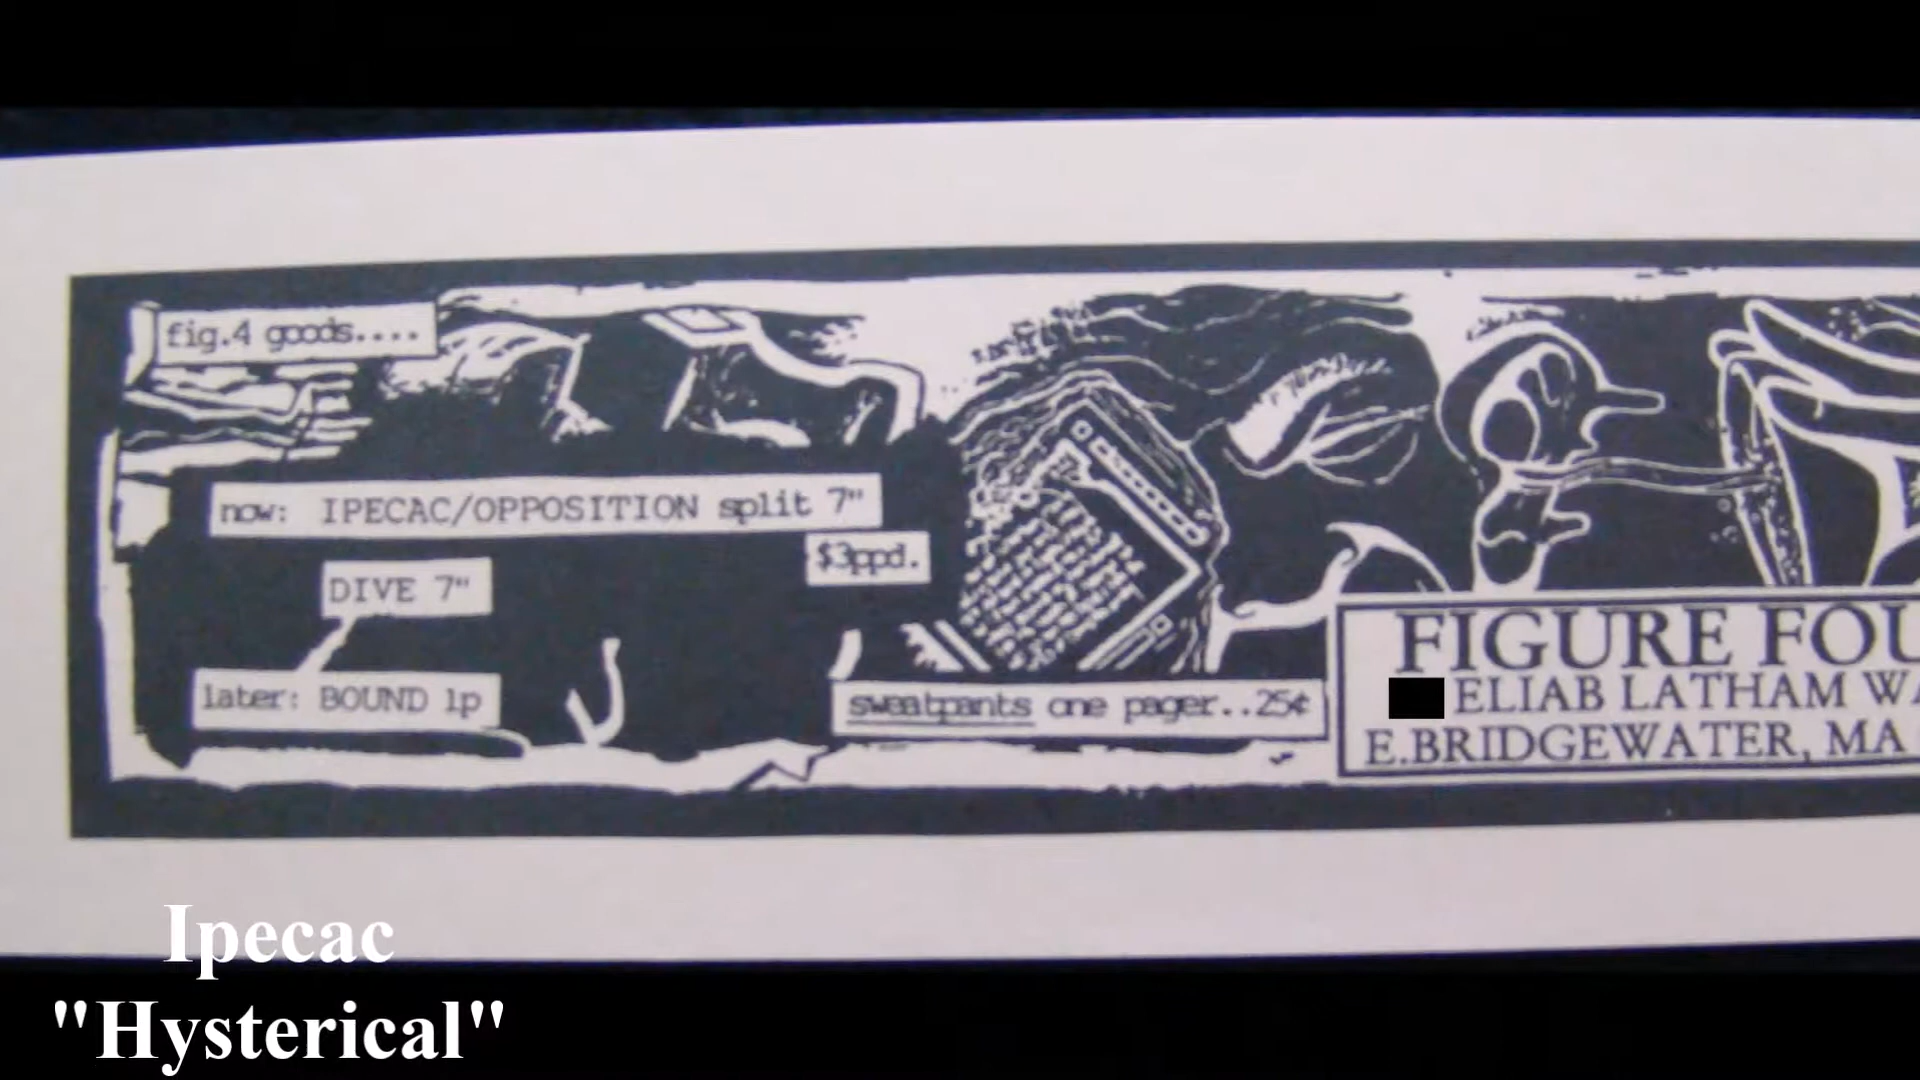 fig.4 goods....
now: IPECAC/OPPOSITION split 7"
$3ppd.
DIVE 7"
later: BOUND lp
sweatpants one pager..25¢
FIGURE FOU
ELIAB LATHAM WA
E.BRIDGEWATER, MA
Ipecac
"Hysterical"